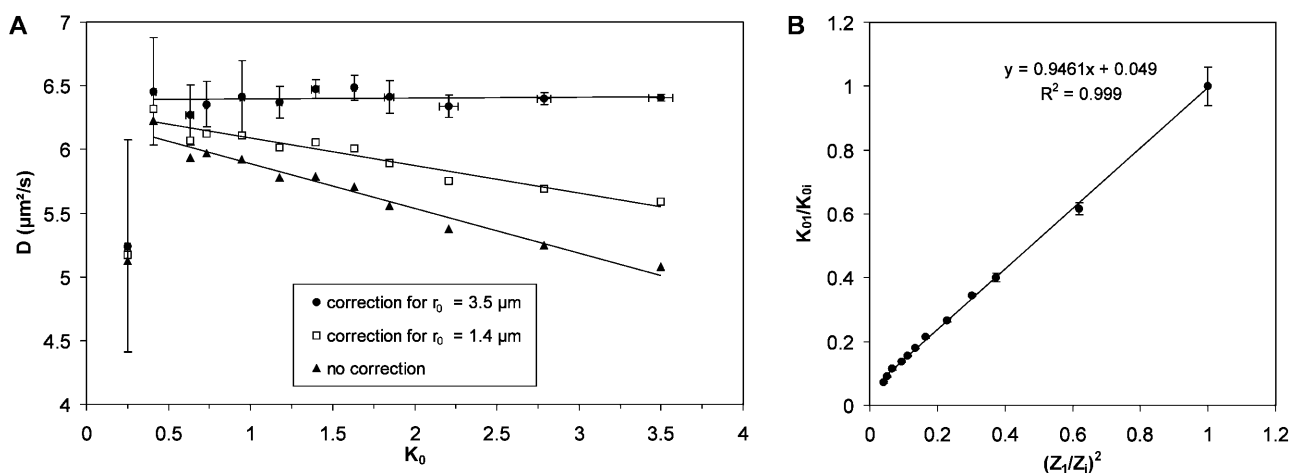 A
7
6.5
6
5.5
5
4.5
4
D (µm²/s)
correction for r₀ = 3.5 µm
correction for r₀ = 1.4 µm
no correction
0 0.5 1 1.5 2 2.5 3 3.5 4
K₀
B
1.2
1
0.8
0.6
0.4
0.2
0
K₀₁/K₀ᵢ
y = 0.9461x + 0.049
R² = 0.999
0 0.2 0.4 0.6 0.8 1 1.2
(Z₁/Zᵢ)²